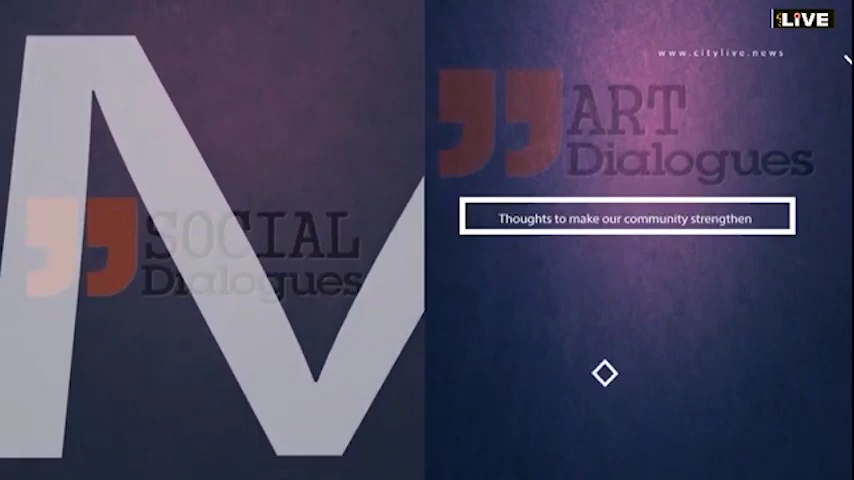 M
SOCIAL
Dialogues
LIVE
www.citylive.news
ART
Dialogues
Thoughts to make our community strengthen